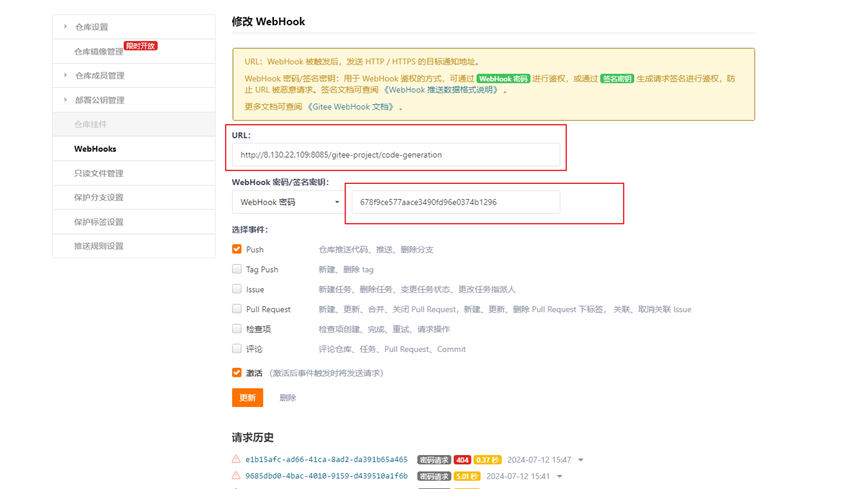 仓库设置
仓库镜像管理 限时开放
仓库成员管理
部署公钥管理
仓库挂件
WebHooks
只读文件管理
保护分支设置
保护标签设置
推送规则设置
修改 WebHook
URL：WebHook 被触发后，发送 HTTP / HTTPS 的目标通知地址。
WebHook 密码/签名密钥：用于 WebHook 鉴权的方式，可通过 WebHook 密码 进行鉴权，或通过 签名密钥 生成请求签名进行鉴权，防
止 URL 被恶意请求。签名文档可查阅 《WebHook 推送数据格式说明》 。
更多文档可查阅 《Gitee WebHook 文档》 。
URL：
http://8.130.22.109:8085/gitee-project/code-generation
WebHook 密码/签名密钥：
WebHook 密码 678f9ce577aace3490fd96e0374b1296
选择事件：
Push 仓库推送代码、推送、删除分支
Tag Push 新建、删除 tag
Issue 新建任务、删除任务、变更任务状态、更改任务指派人
Pull Request 新建、更新、合并、关闭 Pull Request，新建、更新、删除 Pull Request 下标签， 关联、取消关联 Issue
检查项 检查项创建、完成、重试、请求操作
评论 评论仓库、任务、Pull Request、Commit
激活 （激活后事件触发时将发送请求）
更新 删除
请求历史
e1b15afc-ad66-41ca-8ad2-da391b65a465 密码请求 404 0.37 秒 2024-07-12 15:47
9685dbd0-4bac-4010-9159-d439510a1f6b 密码请求 5.01 秒 2024-07-12 15:41